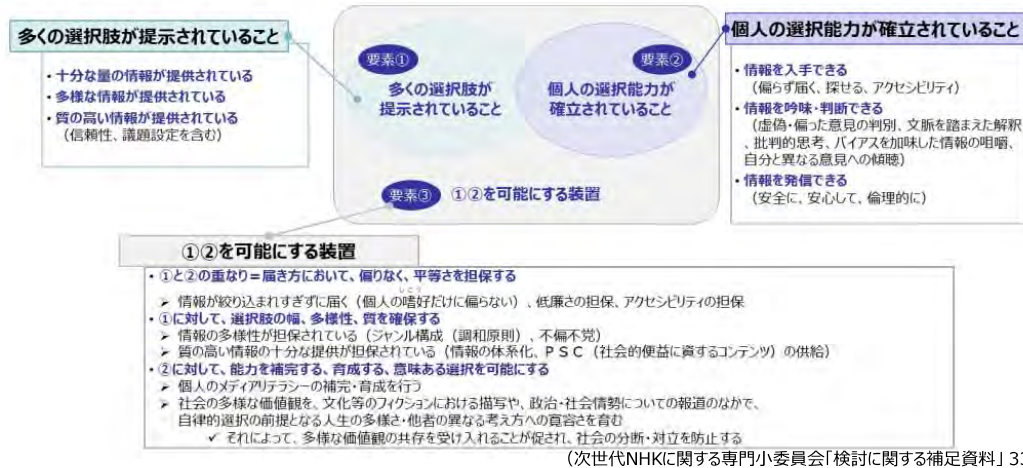 多くの選択肢が提示されていること
・十分な量の情報が提供されている
・多様な情報が提供されている
・質の高い情報が提供されている
(信頼性、議題設定を含む)
要素①
多くの選択肢が
提示されていること
要素②
個人の選択能力が
確立されていること
要素③ ①②を可能にする装置
個人の選択能力が確立されていること
・情報を入手できる
(偏らず届く、探せる、アクセシビリティ)
・情報を吟味・判断できる
(虚偽・偏った意見の判別、文脈を踏まえた解釈
、批判的思考、バイアスを加味した情報の咀嚼、
自分と異なる意見への傾聴)
・情報を発信できる
(安全に、安心して、倫理的に)
①②を可能にする装置
・①と②の重なり=届き方において、偏りなく、平等さを担保する
しこう
➢ 情報が絞り込まれすぎずに届く(個人の嗜好だけに偏らない)、低廉さの担保、アクセシビリティの担保
・①に対して、選択肢の幅、多様性、質を確保する
➢ 情報の多様性が担保されている(ジャンル構成(調和原則)、不偏不党)
➢ 質の高い情報の十分な提供が担保されている(情報の体系化、PSC(社会的便益に資するコンテンツ)の供給)
・②に対して、能力を補完する、育成する、意味ある選択を可能にする
➢ 個人のメディアリテラシーの補完・育成を行う
➢ 社会の多様な価値観を、文化等のフィクションにおける描写や、政治・社会情勢についての報道のなかで、
自律的選択の前提となる人生の多様さ・他者の異なる考え方への寛容さを育む
✓ それによって、多様な価値観の共存を受け入れることが促され、社会の分断・対立を防止する
(次世代NHKに関する専門小委員会「検討に関する補足資料」33